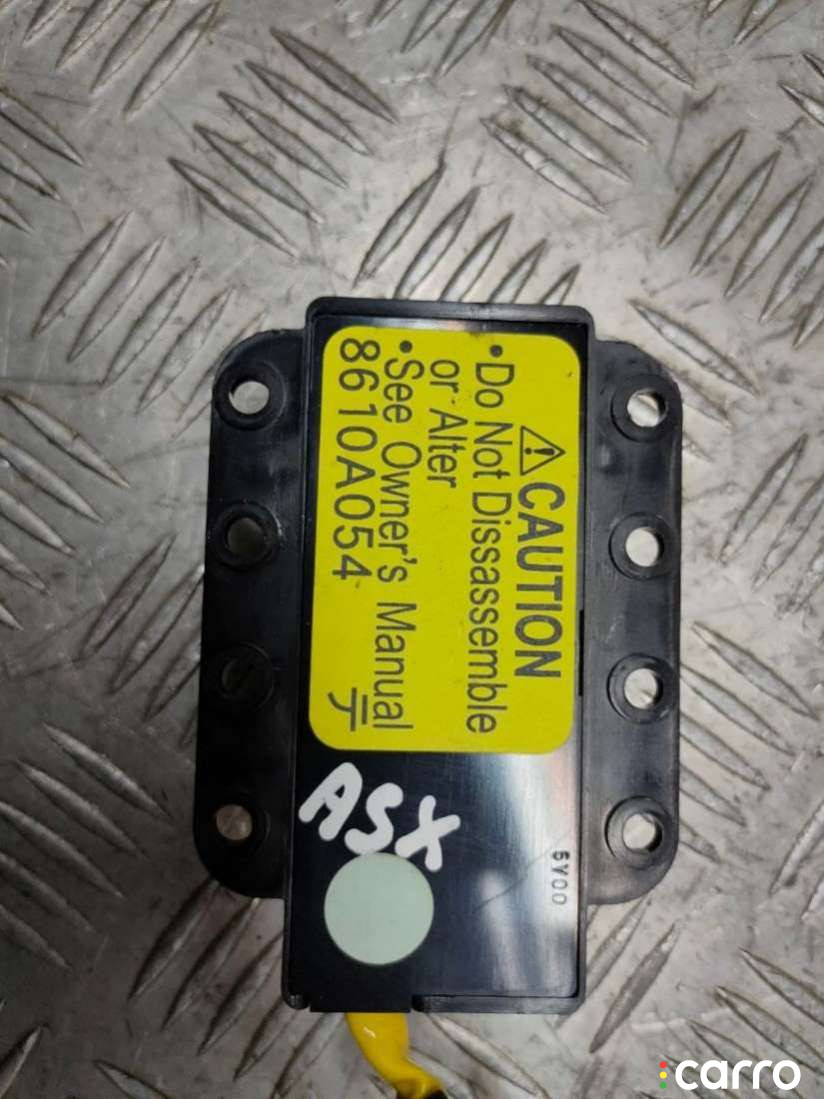 CAUTION
• Do Not Dissassemble
or Alter
• See Owner's Manual
8610A054
ASX
5Y00
carro